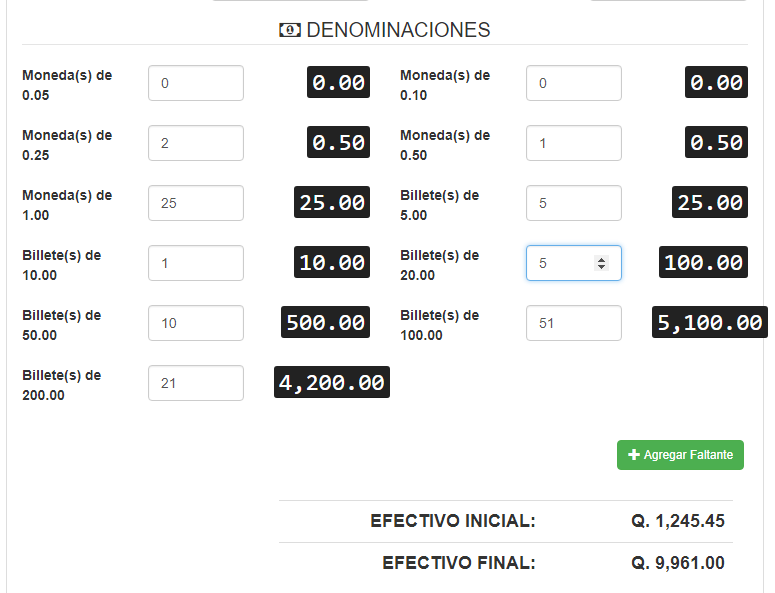 DENOMINACIONES
Moneda(s) de 0.05 0 0.00 Moneda(s) de 0.10 0 0.00
Moneda(s) de 0.25 2 0.50 Moneda(s) de 0.50 1 0.50
Moneda(s) de 1.00 25 25.00 Billete(s) de 5.00 5 25.00
Billete(s) de 10.00 1 10.00 Billete(s) de 20.00 5 100.00
Billete(s) de 50.00 10 500.00 Billete(s) de 100.00 51 5,100.00
Billete(s) de 200.00 21 4,200.00
Agregar Faltante
EFECTIVO INICIAL: Q. 1,245.45
EFECTIVO FINAL: Q. 9,961.00